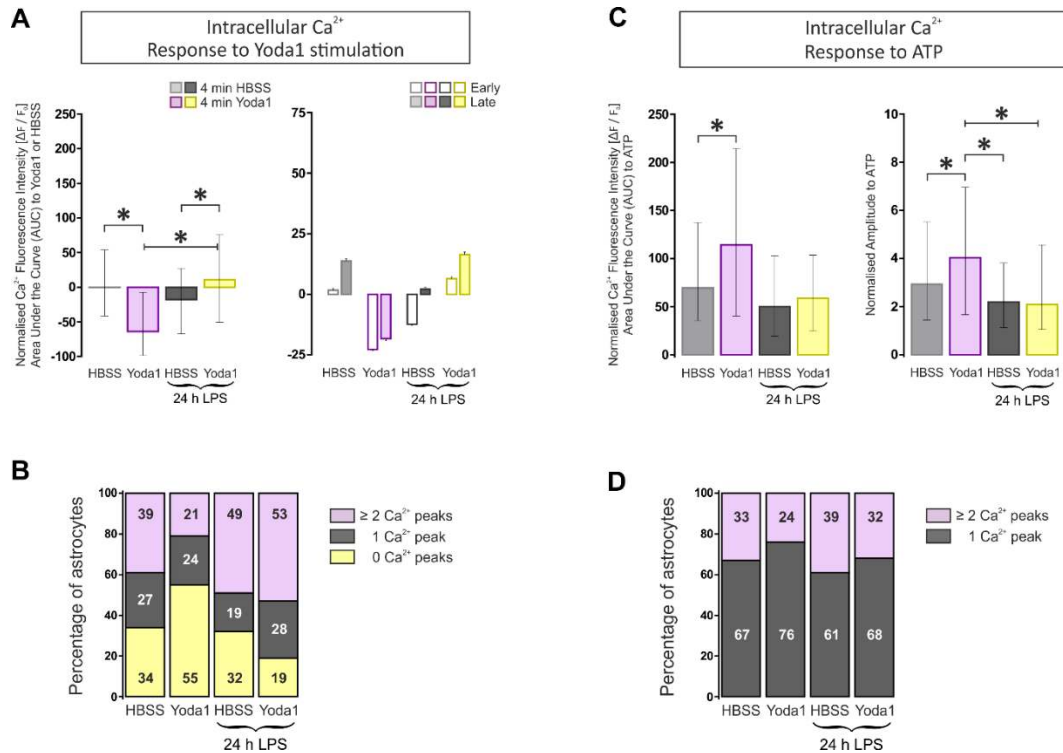 A
Intracellular Ca²⁺
Response to Yoda1 stimulation
4 min HBSS
4 min Yoda1
Early
Late
Normalised Ca²⁺ Fluorescence Intensity [ΔF / F₀]
Area Under the Curve (AUC) to Yoda1 or HBSS
250
200
150
100
50
0
-50
-100
* * *
HBSS Yoda1 HBSS Yoda1
24 h LPS
75
50
25
0
-25
HBSS Yoda1 HBSS Yoda1
24 h LPS
C
Intracellular Ca²⁺
Response to ATP
Normalised Ca²⁺ Fluorescence Intensity [ΔF / F₀]
Area Under the Curve (AUC) to ATP
250
200
150
100
50
0
*
HBSS Yoda1 HBSS Yoda1
24 h LPS
Normalised Amplitude to ATP
10
8
6
4
2
0
* * *
HBSS Yoda1 HBSS Yoda1
24 h LPS
B
Percentage of astrocytes
100
80
60
40
20
0
39 21 49 53
27 24 19 28
34 55 32 19
HBSS Yoda1 HBSS Yoda1
24 h LPS
≥ 2 Ca²⁺ peaks
1 Ca²⁺ peak
0 Ca²⁺ peaks
D
Percentage of astrocytes
100
80
60
40
20
0
33 24 39 32
67 76 61 68
HBSS Yoda1 HBSS Yoda1
24 h LPS
≥ 2 Ca²⁺ peaks
1 Ca²⁺ peak